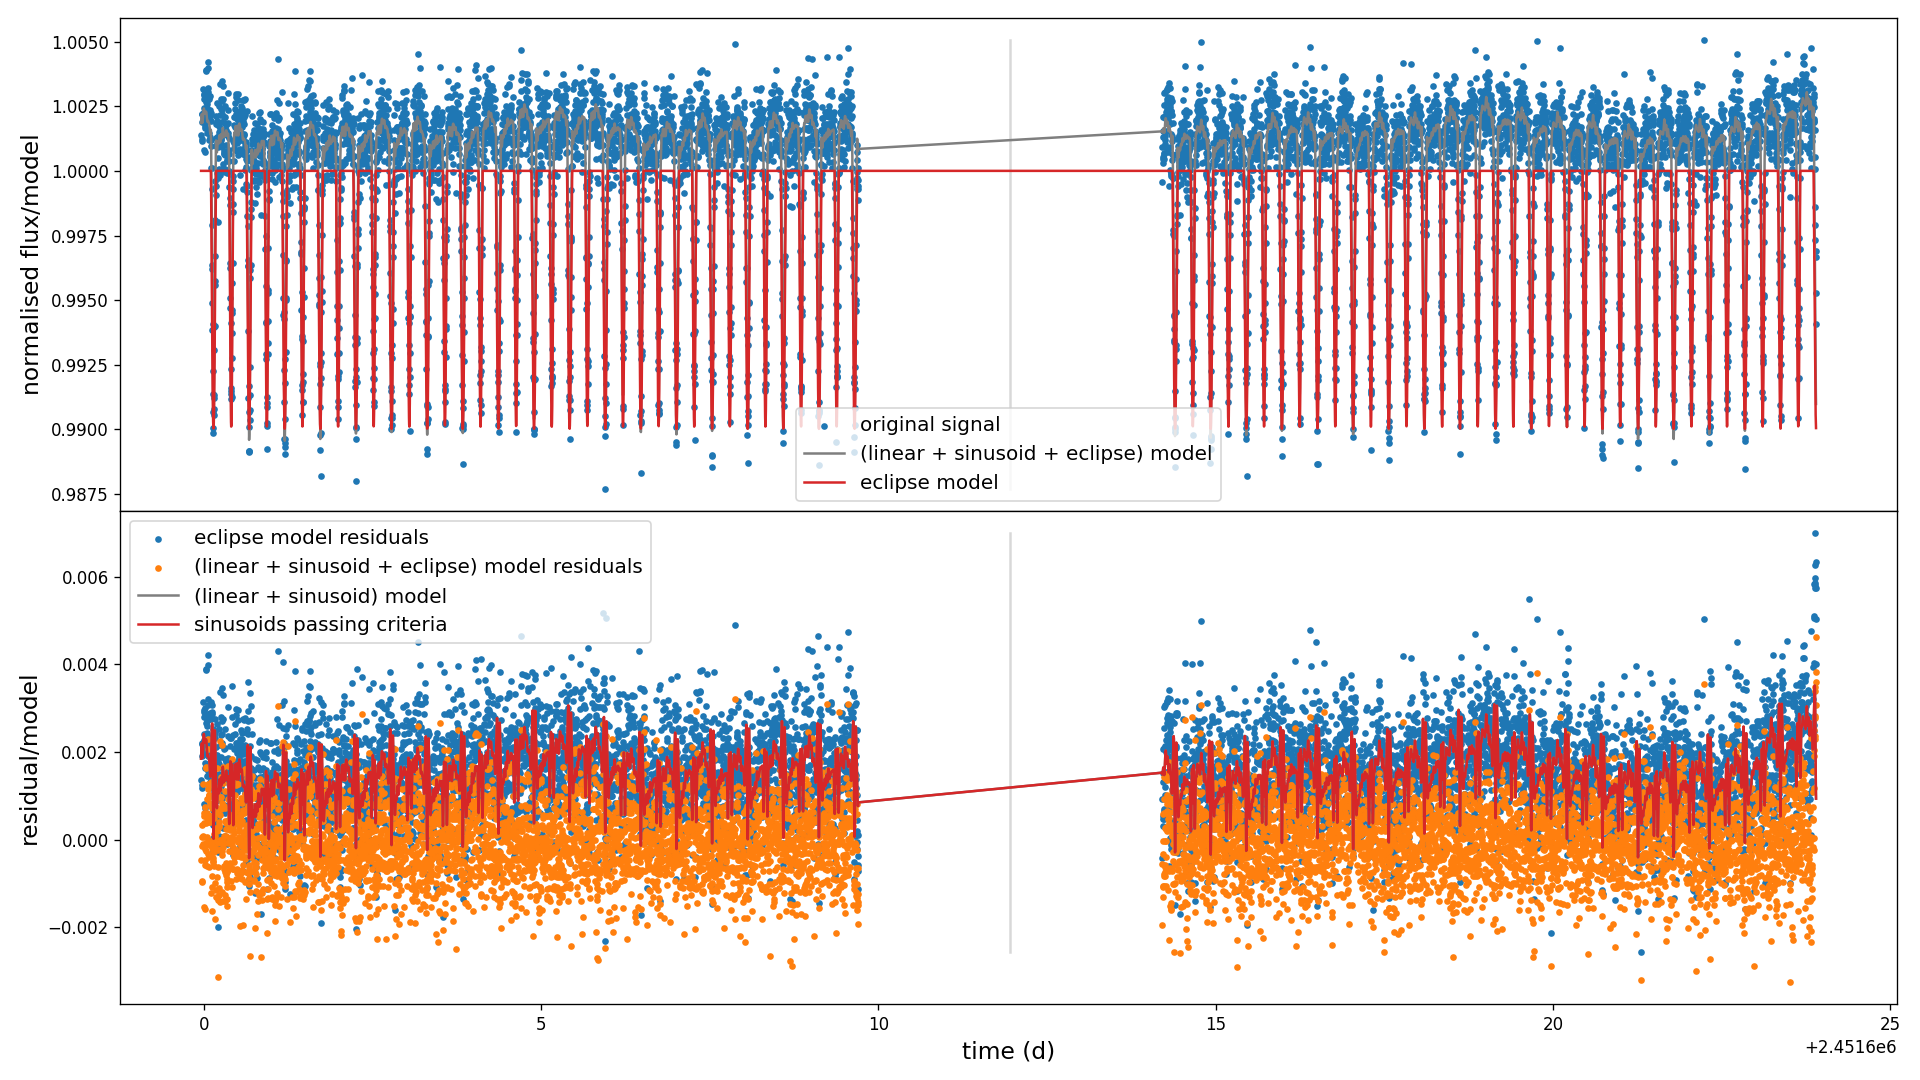 normalised flux/model
1.0050
1.0025
1.0000
0.9975
0.9950
0.9925
0.9900
0.9875
original signal
(linear + sinusoid + eclipse) model
eclipse model
residual/model
0.006
0.004
0.002
0.000
−0.002
eclipse model residuals
(linear + sinusoid + eclipse) model residuals
(linear + sinusoid) model
sinusoids passing criteria
0 5 10 15 20 25
time (d)
+2.4516e6